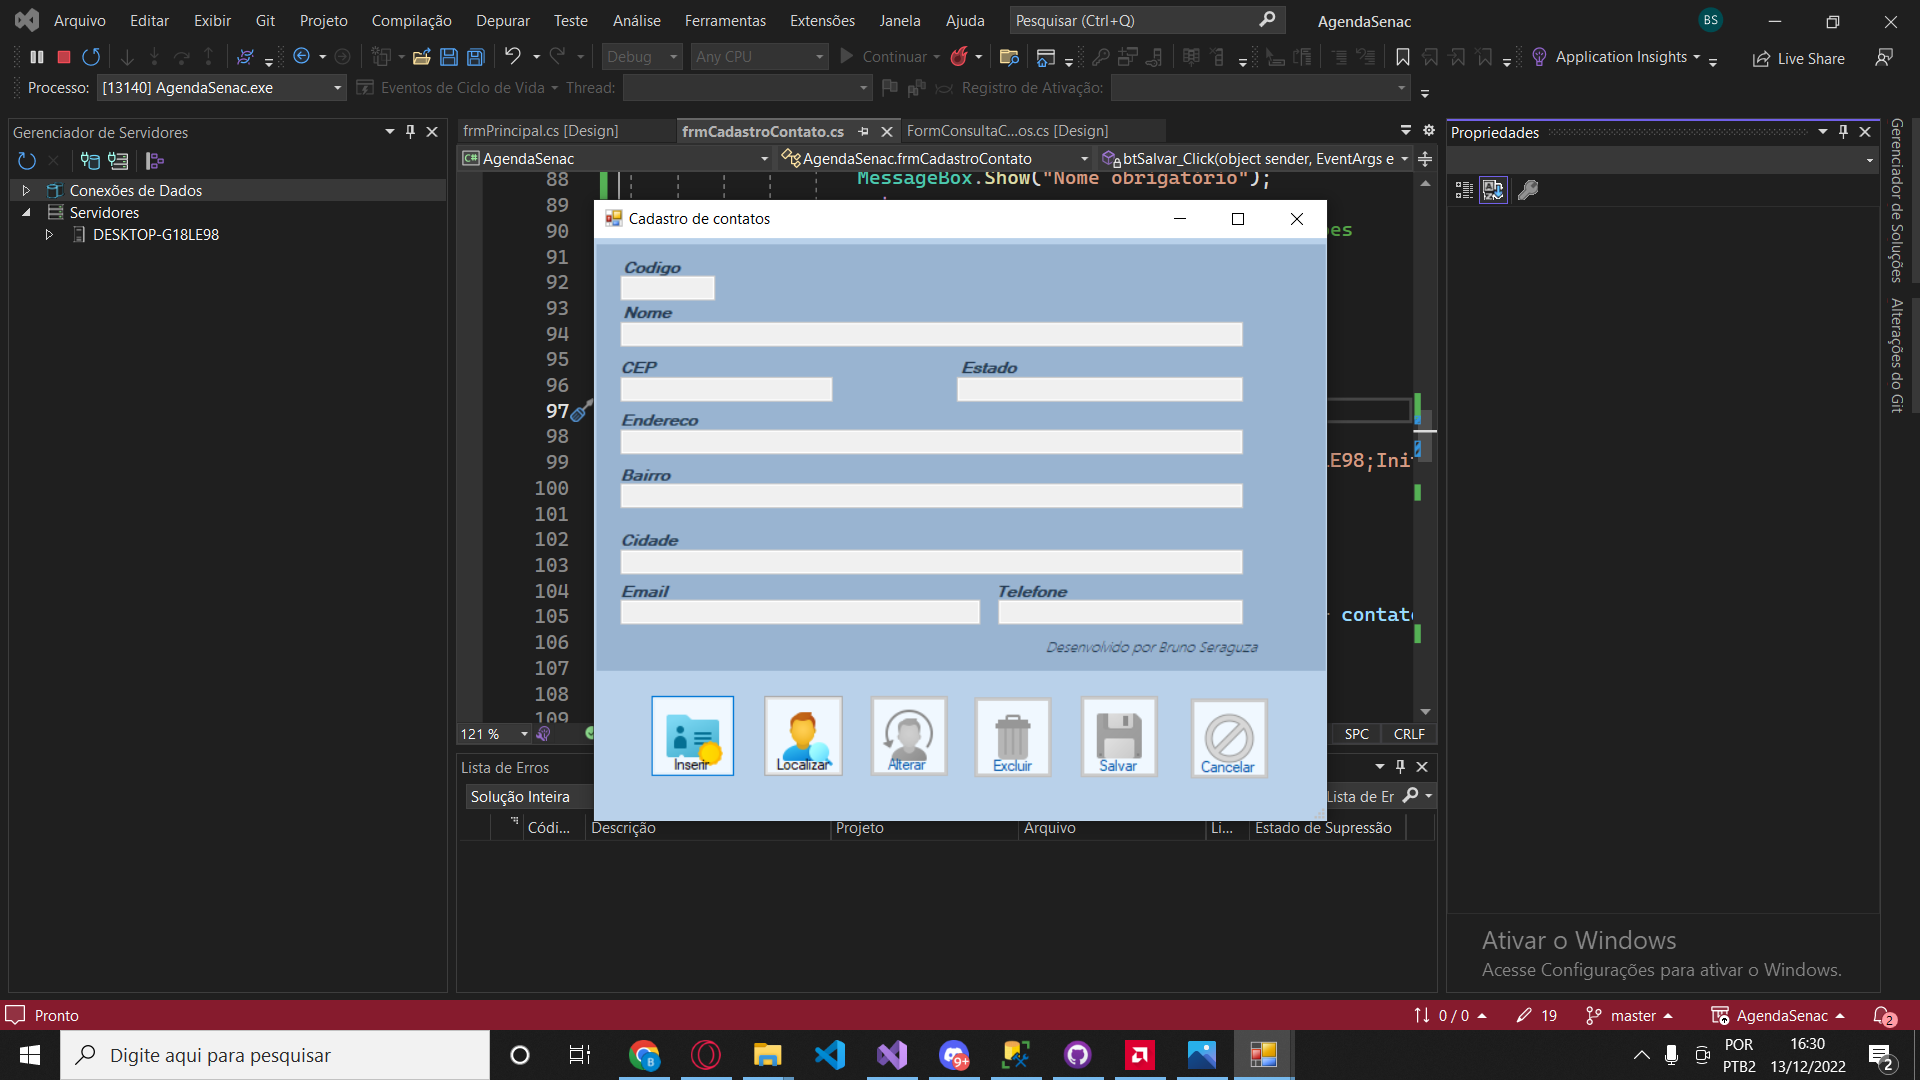 Arquivo Editar Exibir Git Projeto Compilação Depurar Teste Análise Ferramentas Extensões Janela Ajuda Pesquisar (Ctrl+Q) AgendaSenac BS
Debug Any CPU Continuar Application Insights Live Share
Processo: [13140] AgendaSenac.exe Eventos de Ciclo de Vida Thread: Registro de Ativação:
Gerenciador de Servidores
Conexões de Dados
Servidores
DESKTOP-G18LE98
frmPrincipal.cs [Design] frmCadastroContato.cs FormConsultaC...os.cs [Design]
AgendaSenac AgendaSenac.frmCadastroContato btSalvar_Click(object sender, EventArgs e
88 MessageBox.Show("Nome obrigatório");
89
90 es
91
92
93
94
95
96
97
98
99 LE98;Ini
100
101
102
103
104
105 contato
106
107
108
109
Cadastro de contatos
Codigo
Nome
CEP Estado
Endereco
Bairro
Cidade
Email Telefone
Desenvolvido por Bruno Seraguza
Inserir Localizar Alterar Excluir Salvar Cancelar
121 % SPC CRLF
Lista de Erros
Solução Inteira Lista de Er
Códi... Descrição Projeto Arquivo Li... Estado de Supressão
Propriedades
Gerenciador de Soluções
Alterações do Git
Ativar o Windows
Acesse Configurações para ativar o Windows.
Pronto 0 / 0 19 master AgendaSenac 2
Digite aqui para pesquisar B 9+ POR 16:30
PTB2 13/12/2022 2